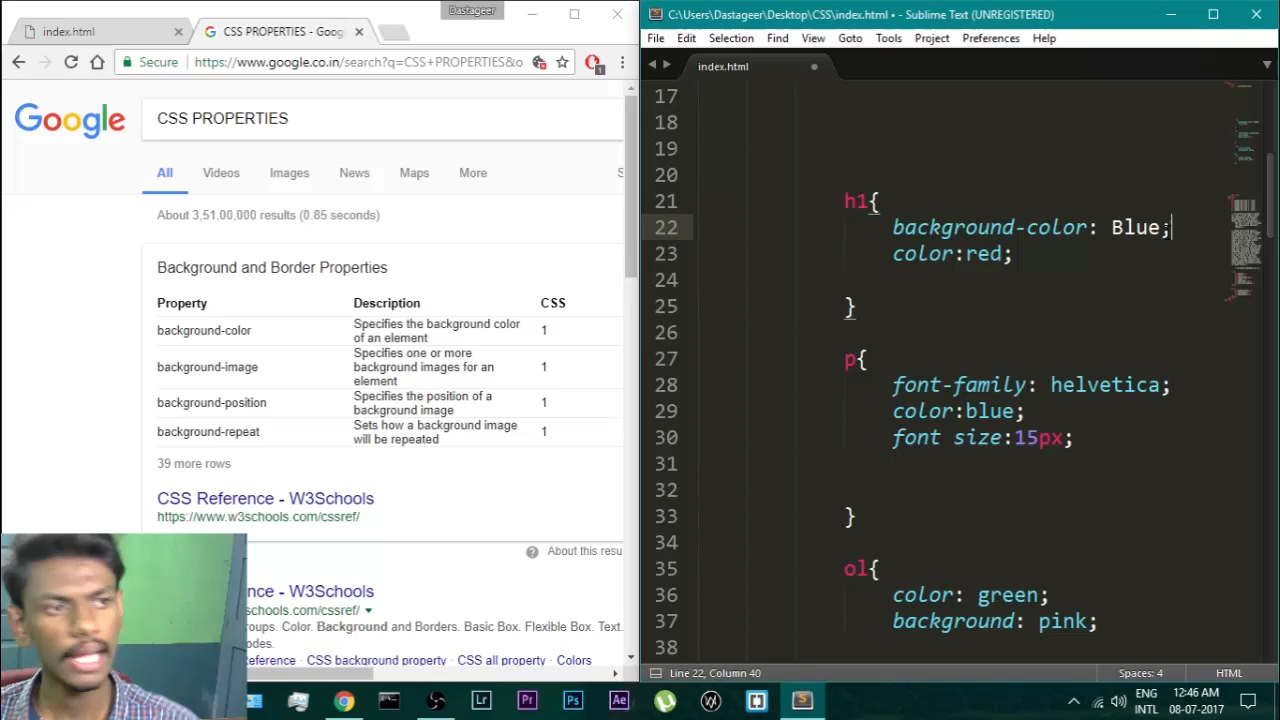 Dastageer
index.html
CSS PROPERTIES - Goog
Secure
https://www.google.co.in/search?q=CSS+PROPERTIES&o
1
Google
CSS PROPERTIES
All Videos Images News Maps More S
About 3,51,00,000 results (0.85 seconds)
Background and Border Properties
Property Description CSS
background-color Specifies the background color of an element 1
background-image Specifies one or more background images for an element 1
background-position Specifies the position of a background image 1
background-repeat Sets how a background image will be repeated 1
39 more rows
CSS Reference - W3Schools
https://www.w3schools.com/cssref/
About this resu
nce - W3Schools
schools.com/cssref/
roups. Color. Background and Borders. Basic Box. Flexible Box. Text.
odes.
eference - CSS background property - CSS all property - Colors
C:\Users\Dastageer\Desktop\CSS\index.html • - Sublime Text (UNREGISTERED)
File Edit Selection Find View Goto Tools Project Preferences Help
index.html
17
18
19
20
21 h1{
22 background-color: Blue;
23 color:red;
24
25 }
26
27 p{
28 font-family: helvetica;
29 color:blue;
30 font size:15px;
31
32
33 }
34
35 ol{
36 color: green;
37 background: pink;
38
Line 22, Column 40 Spaces: 4 HTML
Lr Pr Ps Ae
ENG
INTL
12:46 AM
08-07-2017